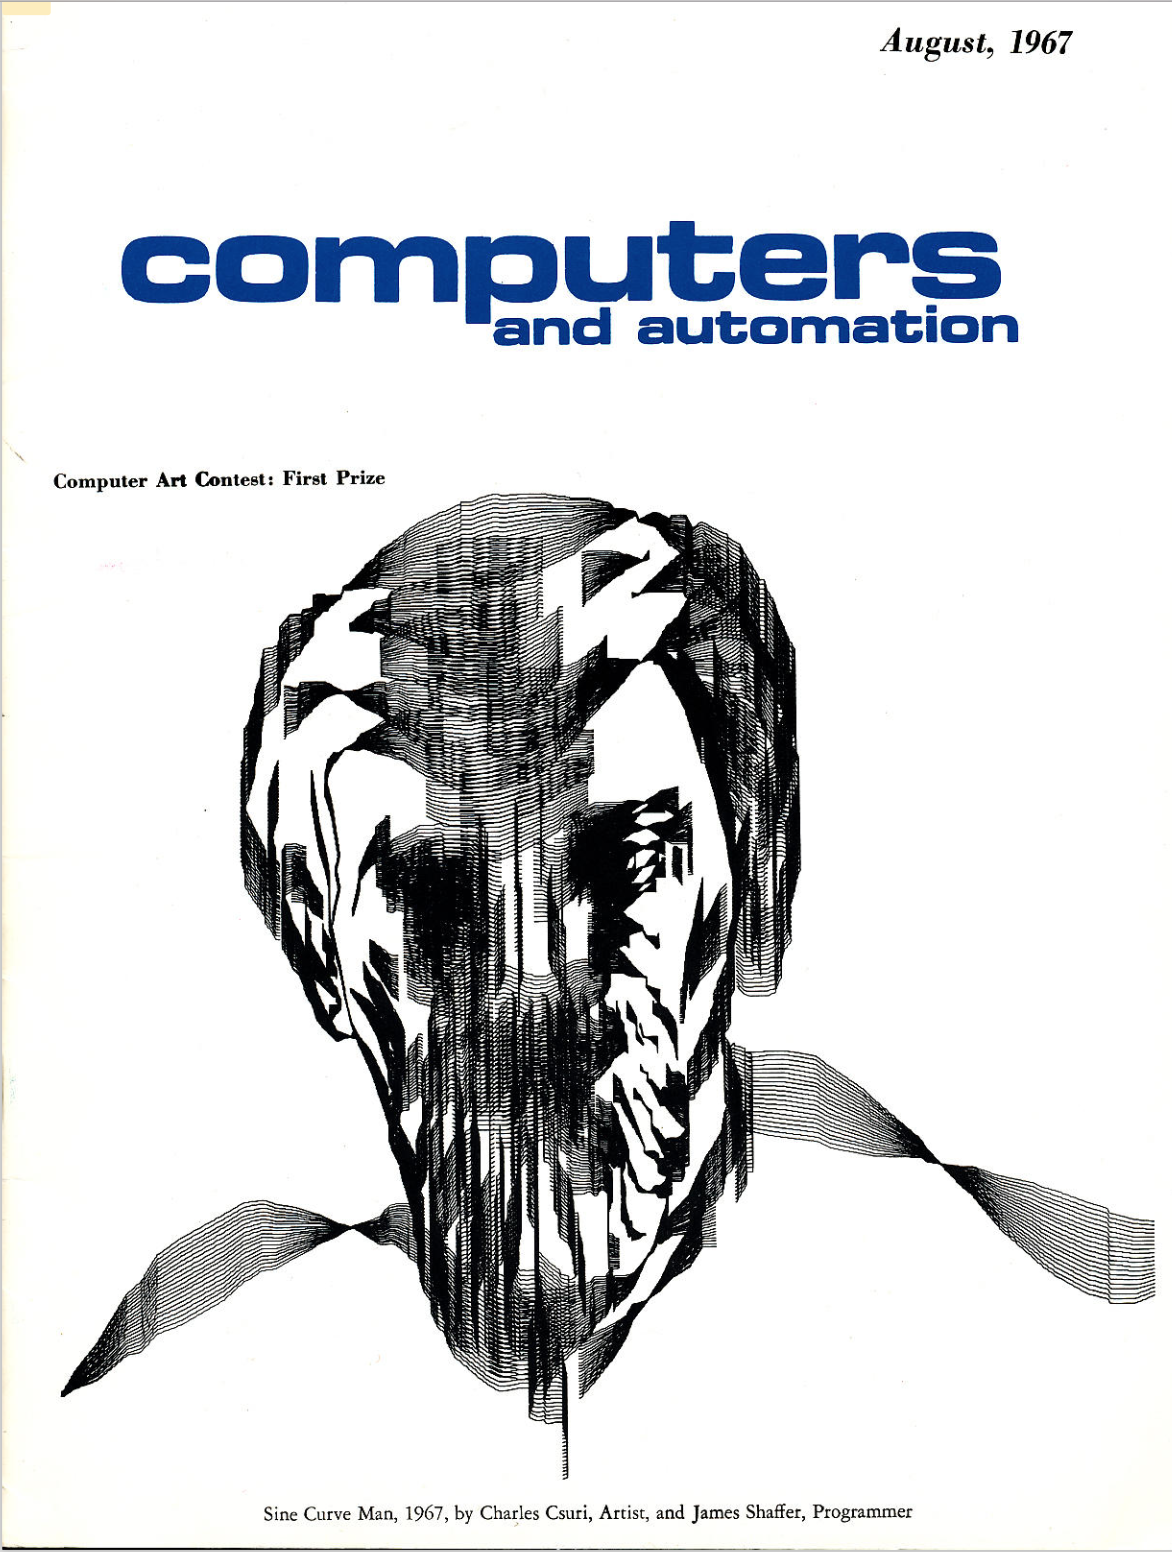 August, 1967
computers
and automation
Computer Art Contest: First Prize
Sine Curve Man, 1967, by Charles Csuri, Artist, and James Shaffer, Programmer